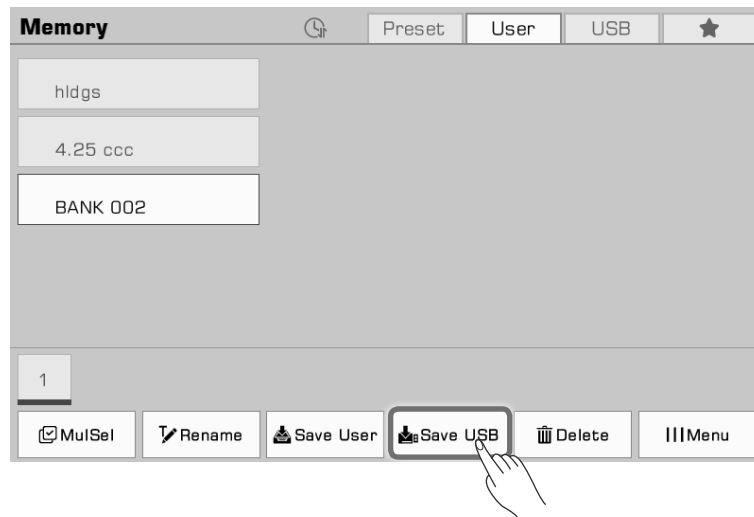 Memory Preset User USB
hldgs
4.25 ccc
BANK 002
1
MulSel Rename Save User Save USB Delete Menu